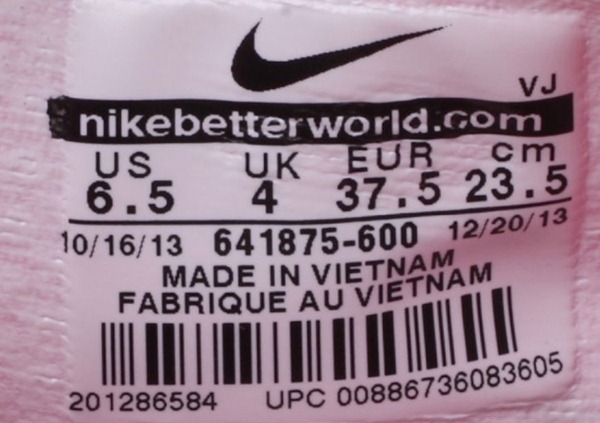 VJ
nikebetterworld.com
US UK EUR cm
6.5 4 37.5 23.5
10/16/13 641875-600 12/20/13
MADE IN VIETNAM
FABRIQUE AU VIETNAM
201286584 UPC 00886736083605